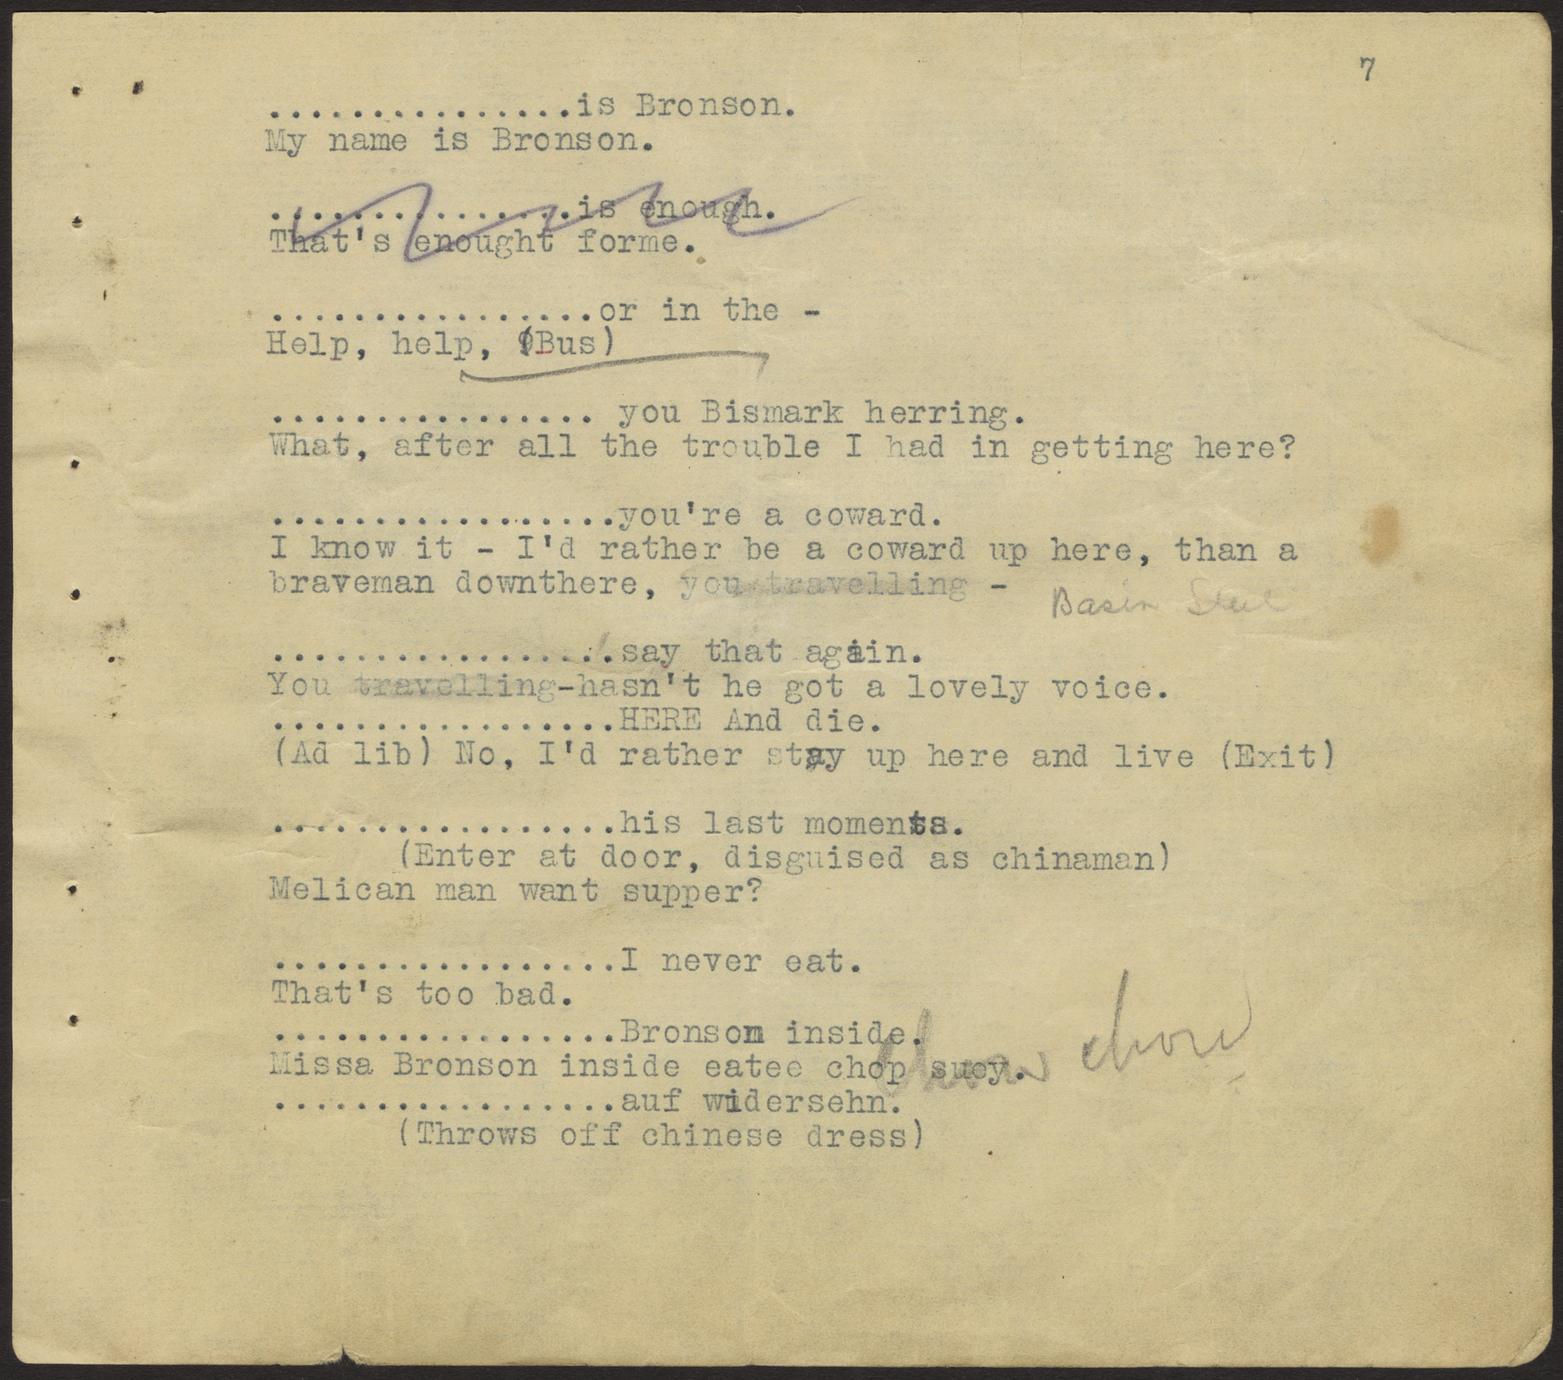 7
...............is Bronson.
My name is Bronson.
...............is enough.
That's enought forme.
................or in the -
Help, help, (Bus)
................ you Bismark herring.
What, after all the trouble I had in getting here?
.................you're a coward.
I know it - I'd rather be a coward up here, than a
braveman downthere, you travelling -
Basin
.................say that again.
You travelling-hasn't he got a lovely voice.
.................HERE And die.
(Ad lib) No, I'd rather stay up here and live (Exit)
.................his last moments.
(Enter at door, disguised as chinaman)
Melican man want supper?
.................I never eat.
That's too bad.
.................Bronson inside.
chow chow
Missa Bronson inside eatee chop suey.
.................auf widersehn.
(Throws off chinese dress)